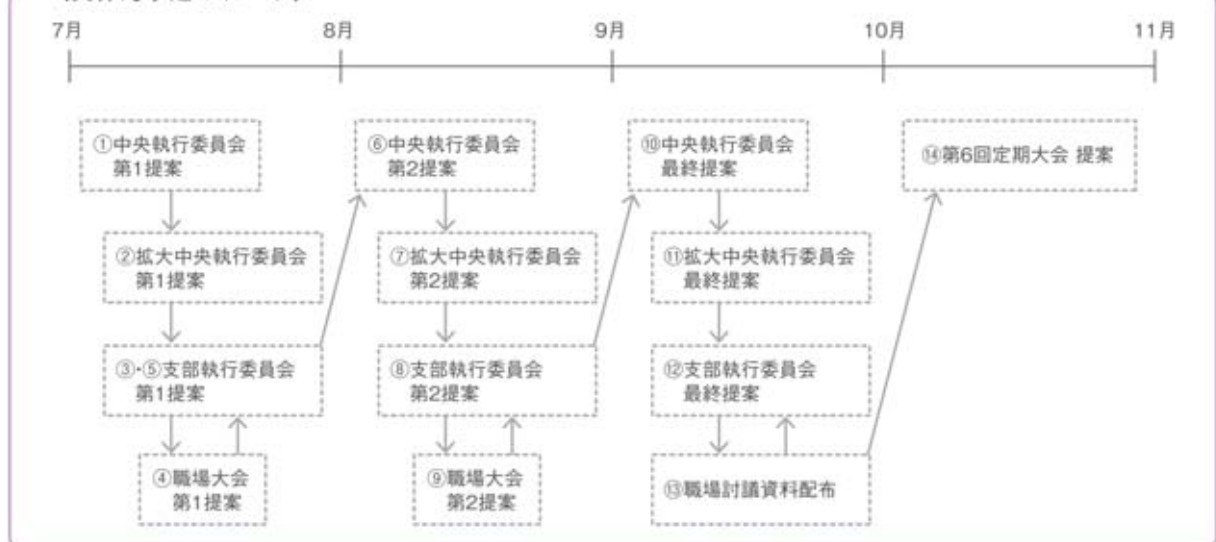 7月
8月
9月
10月
11月
①中央執行委員会
第1提案
②拡大中央執行委員会
第1提案
③・⑤支部執行委員会
第1提案
④職場大会
第1提案
⑥中央執行委員会
第2提案
⑦拡大中央執行委員会
第2提案
⑧支部執行委員会
第2提案
⑨職場大会
第2提案
⑩中央執行委員会
最終提案
⑪拡大中央執行委員会
最終提案
⑫支部執行委員会
最終提案
⑬職場討議資料配布
⑭第6回定期大会 提案